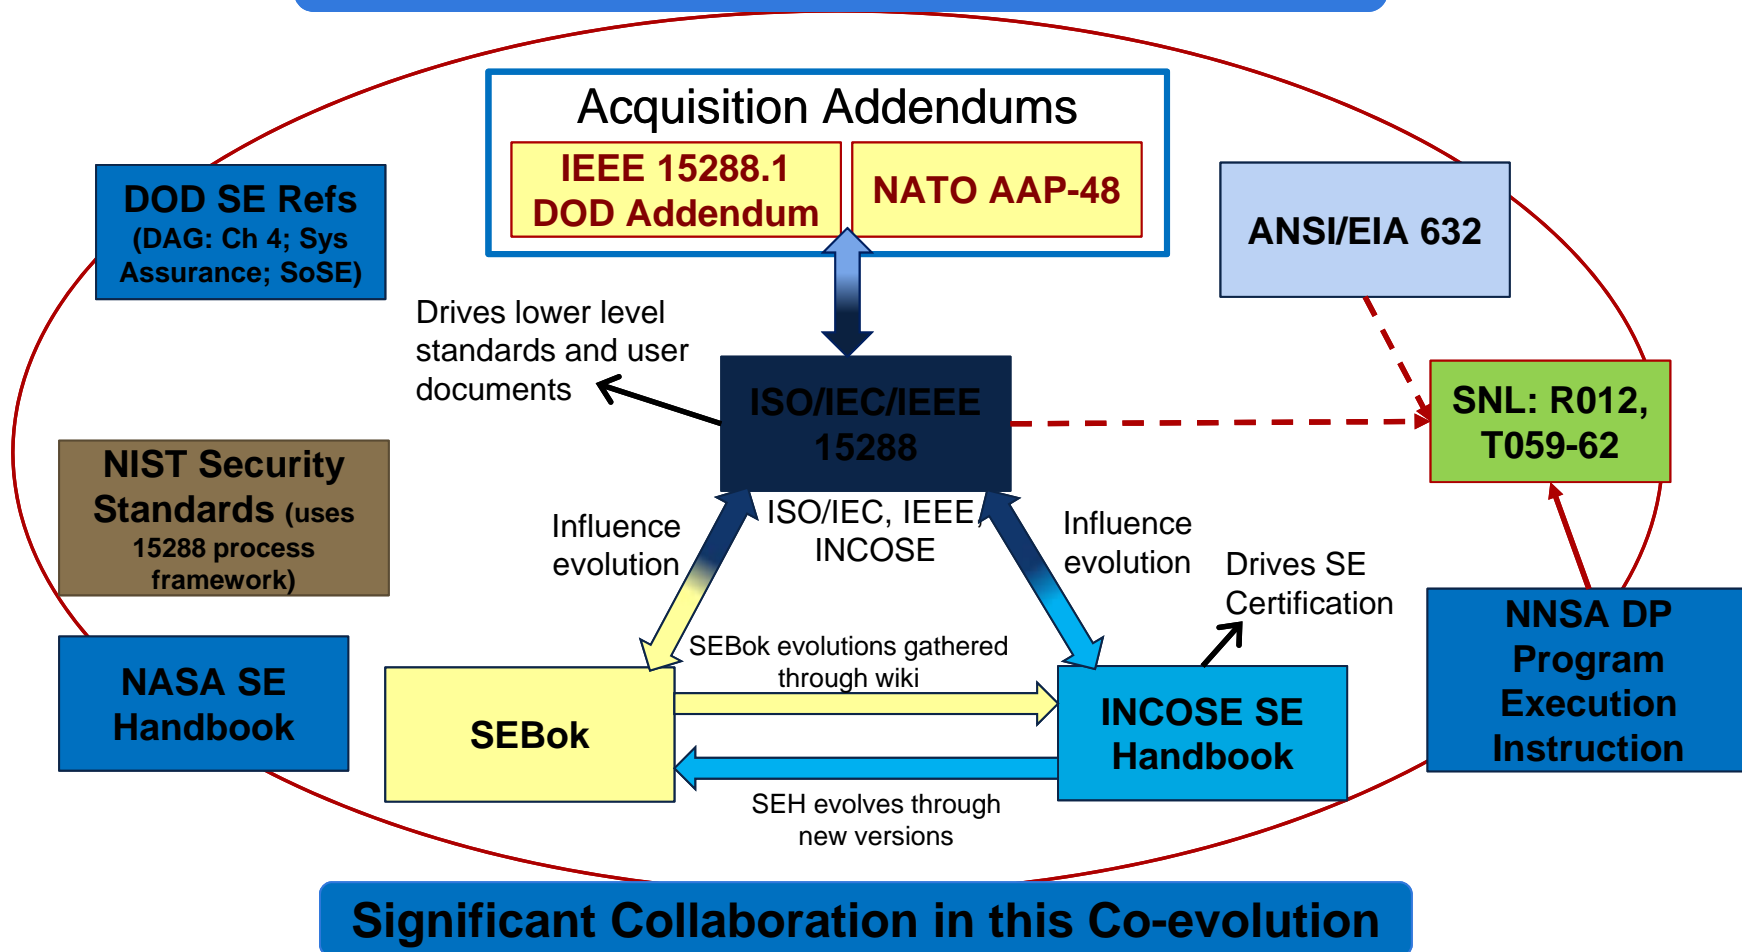 Acquisition Addendums
IEEE 15288.1
DOD Addendum
NATO AAP-48
DOD SE Refs
(DAG: Ch 4; Sys
Assurance; SoSE)
ANSI/EIA 632
Drives lower level
standards and user
documents
ISO/IEC/IEEE
15288
SNL: R012,
T059-62
NIST Security
Standards (uses
15288 process
framework)
ISO/IEC, IEEE,
INCOSE
Influence
evolution
Influence
evolution
Drives SE
Certification
NNSA DP
Program
Execution
Instruction
NASA SE
Handbook
SEBok evolutions gathered
through wiki
SEBok
INCOSE SE
Handbook
SEH evolves through
new versions
Significant Collaboration in this Co-evolution